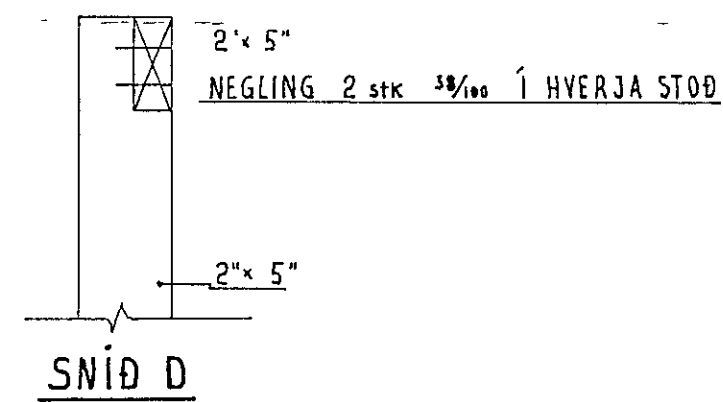 2"x 5"
NEGLING 2 stk 38/100 Í HVERJA STOÐ
2"x 5"
SNÍÐ D